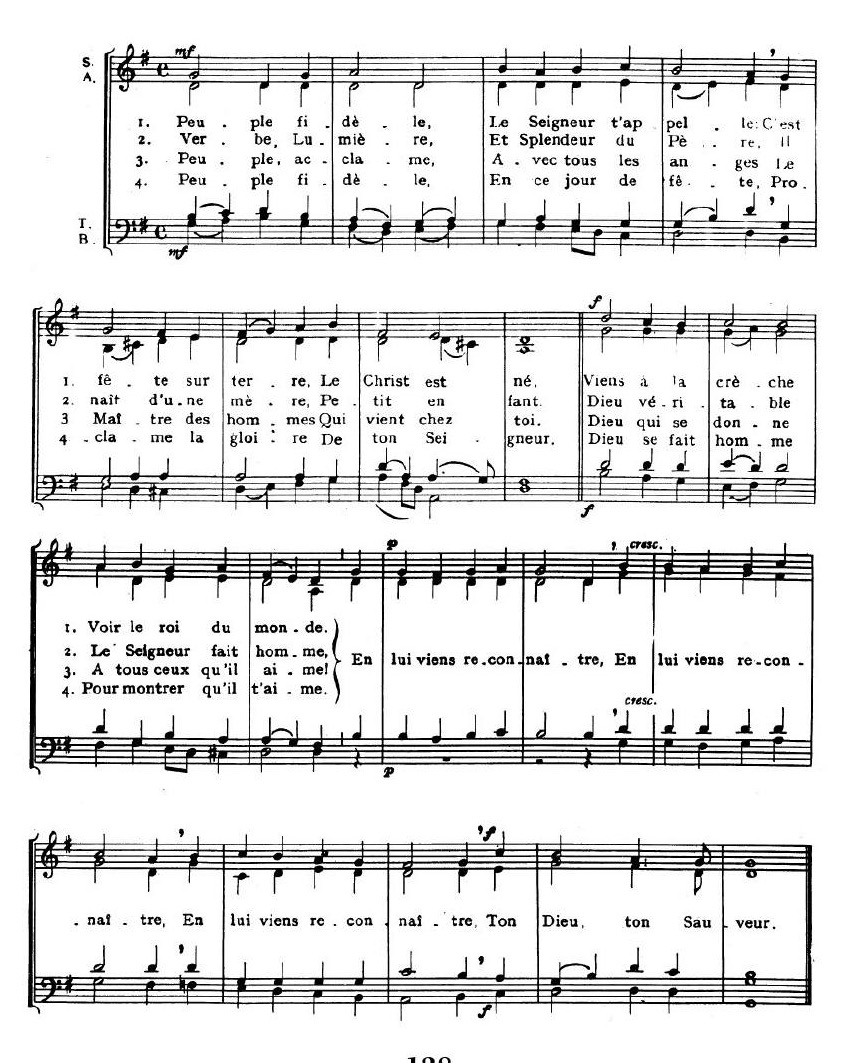 mf
S.
A.
1. Peu - ple fi - dè - le, Le Seigneur t'ap pel - le: C'est
2. Ver - be, Lu - miè - re, Et Splendeur du Pè - re, Il
3. Peu - ple, ac - cla - me, A - vec tous les an - ges Le
4. Peu - ple fi - dè - le, En ce jour de fê - te, Pro -
T.
B.
mf
f
1. fê - te sur ter - re, Le Christ est né, Viens à la crè - che
2. naît d'u - ne mè - re, Pe - tit en fant. Dieu vé - ri - ta - ble
3 Maî - tre des hom - mes Qui vient chez toi. Dieu qui se don - ne
4 - cla - me la gloi - re De ton Sei - gneur. Dieu se fait hom - me
f
p cresc.
1. Voir le roi du mon - de.
2. Le Seigneur fait hom - me, En lui viens re - con - naî - tre, En lui viens re - con -
3. A tous ceux qu'il ai - me!
4. Pour montrer qu'il t'ai - me.
cresc.
p
f
- naî - tre, En lui viens re - con - naî - tre, Ton Dieu, ton Sau - veur.
f
138